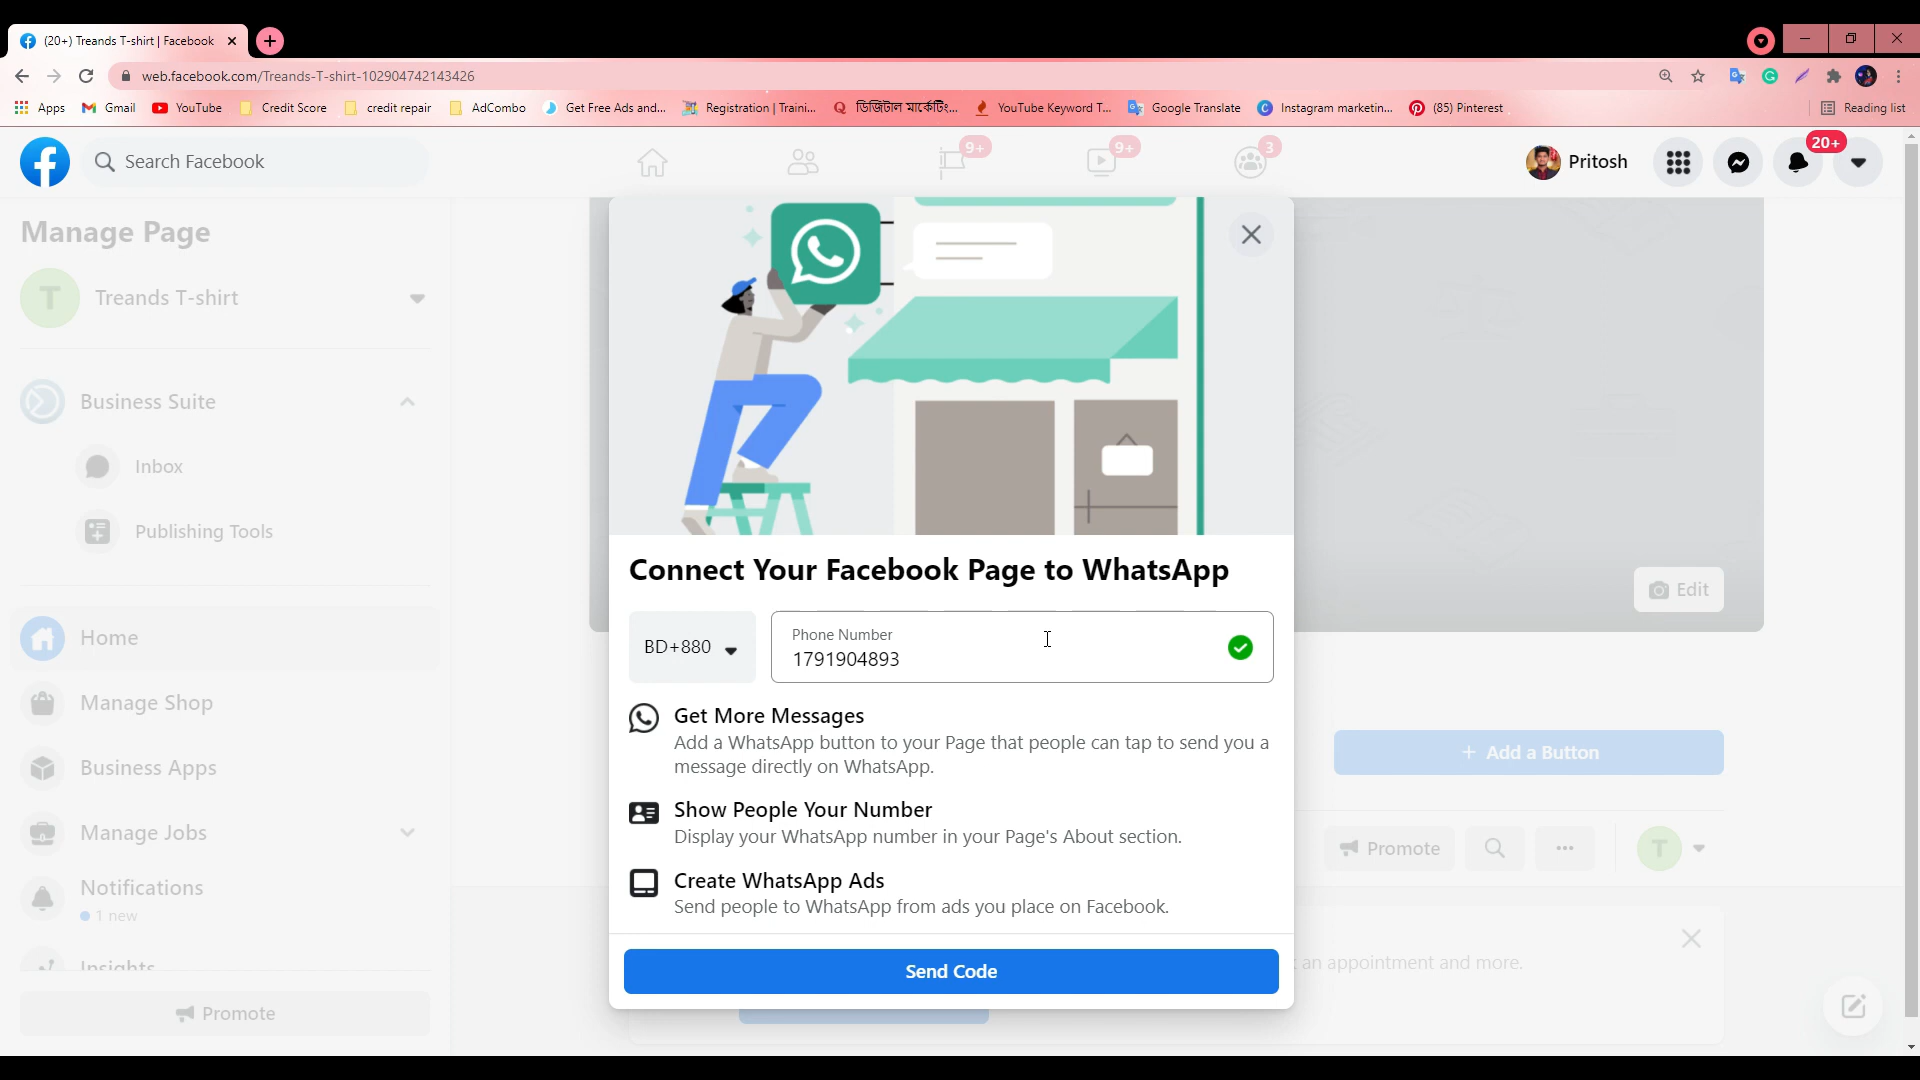 (20+) Treands T-shirt | Facebook
web.facebook.com/Treands-T-shirt-102904742143426
Apps
Gmail
YouTube
Credit Score
credit repair
AdCombo
Get Free Ads and...
Registration | Traini...
ডিজিটাল মার্কেটিং...
YouTube Keyword T...
Google Translate
Instagram marketin...
(85) Pinterest
Reading list
Search Facebook
9+
9+
3
Pritosh
20+
Manage Page
T
Treands T-shirt
Business Suite
Inbox
Publishing Tools
Home
Manage Shop
Business Apps
Manage Jobs
Notifications
1 new
Insights
Promote
Edit
Connect Your Facebook Page to WhatsApp
BD+880
Phone Number
1791904893
Get More Messages
Add a WhatsApp button to your Page that people can tap to send you a
message directly on WhatsApp.
Show People Your Number
Display your WhatsApp number in your Page's About section.
Create WhatsApp Ads
Send people to WhatsApp from ads you place on Facebook.
Send Code
+ Add a Button
Promote
T
an appointment and more.